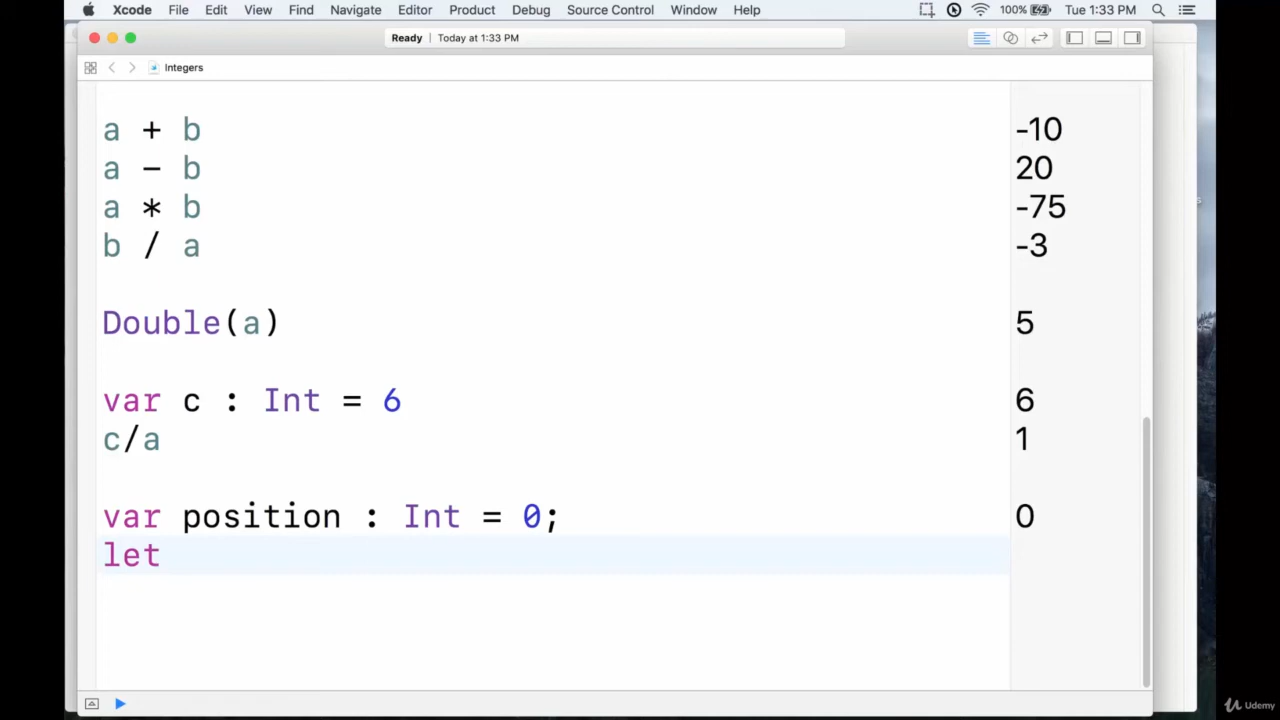 Xcode File Edit View Find Navigate Editor Product Debug Source Control Window Help 100% Tue 1:33 PM
Ready | Today at 1:33 PM
Integers
a + b -10
a - b 20
a * b -75
b / a -3
Double(a) 5
var c : Int = 6 6
c/a 1
var position : Int = 0; 0
let
Udemy